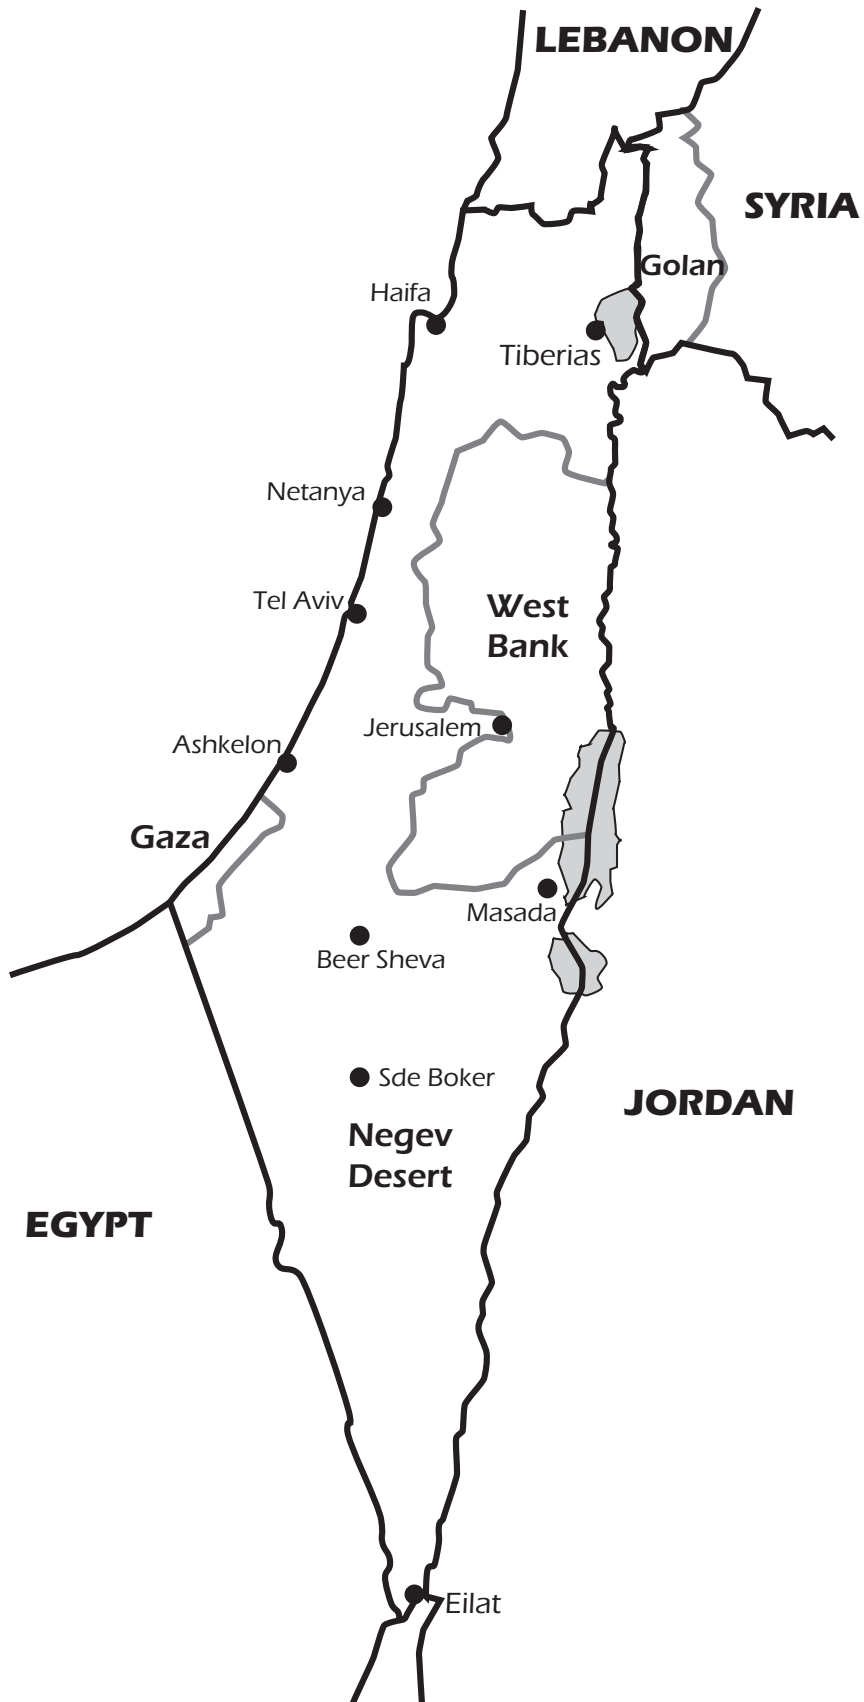 LEBANON
SYRIA
Golan
Haifa
Tiberias
Netanya
Tel Aviv
West
Bank
Jerusalem
Ashkelon
Gaza
Masada
Beer Sheva
Sde Boker
JORDAN
Negev
Desert
EGYPT
Eilat